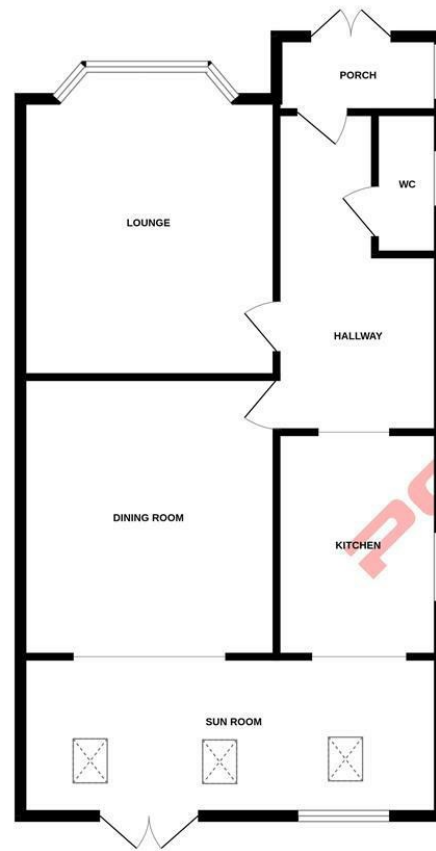 PORCH
WC
LOUNGE
HALLWAY
DINING ROOM
KITCHEN
SUN ROOM